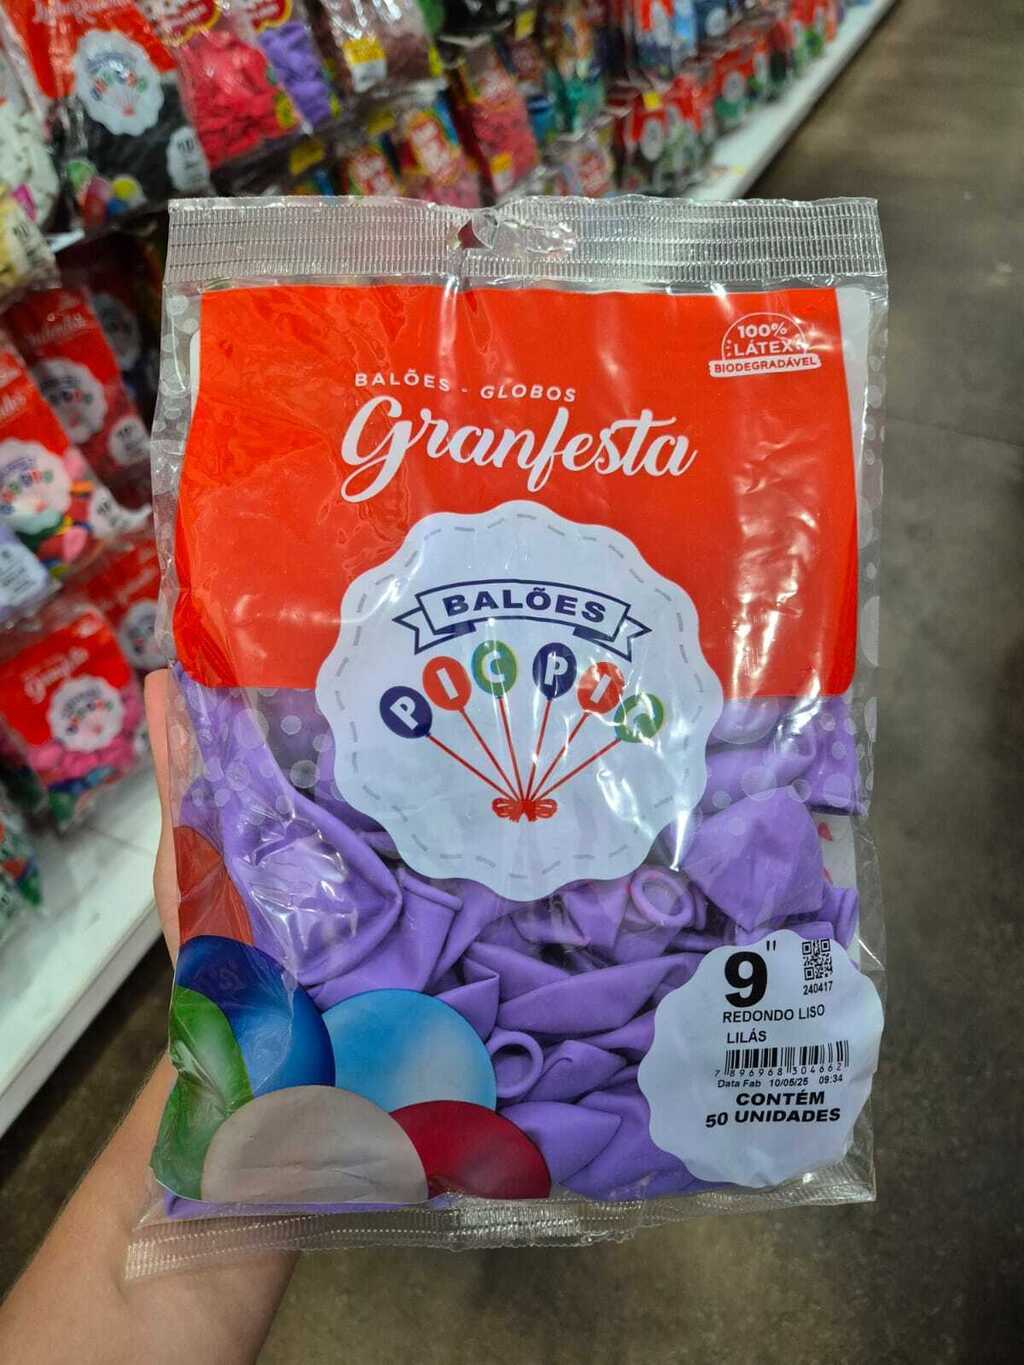 100%
LÁTEX
BIODEGRADÁVEL
BALÕES - GLOBOS
Granfesta
BALÕES
PIC PIC
9"
240417
REDONDO LISO
LILÁS
7 896968 304662
Data Fab 10/05/25 09:34
CONTÉM
50 UNIDADES